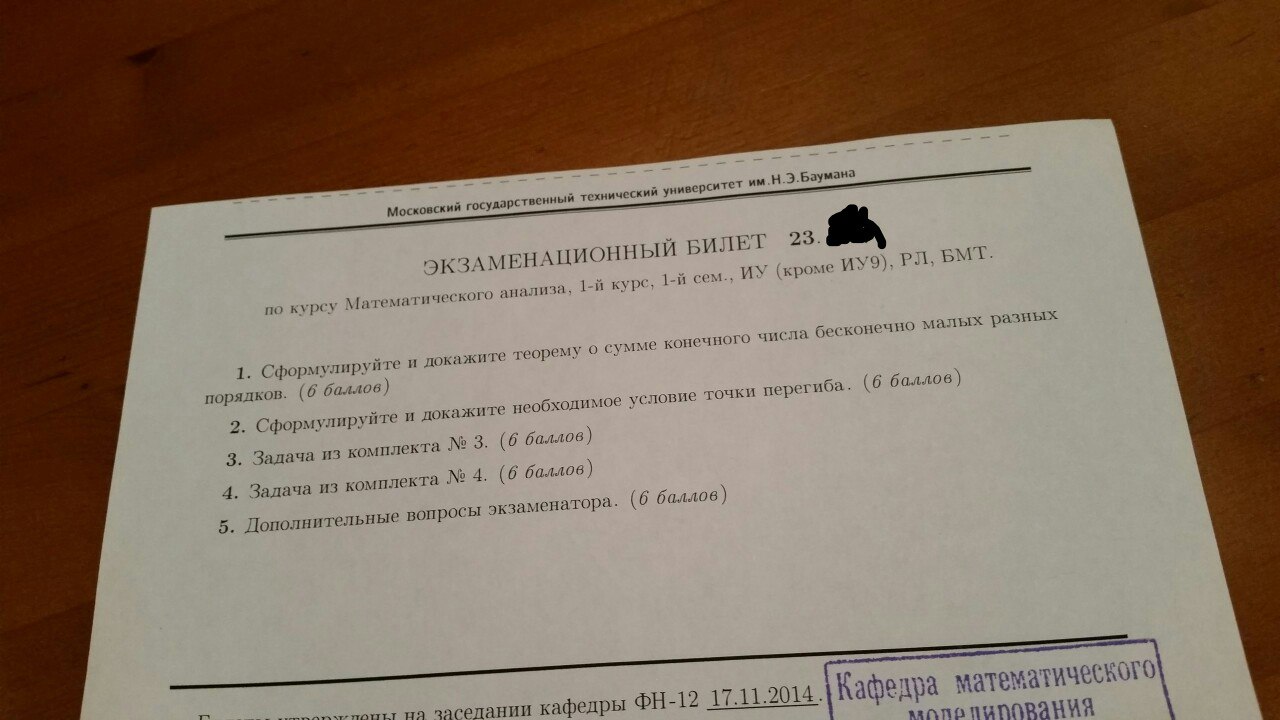 Московский государственный технический университет им.Н.Э.Баумана
ЭКЗАМЕНАЦИОННЫЙ БИЛЕТ 23.
по курсу Математического анализа, 1-й курс, 1-й сем., ИУ (кроме ИУ9), РЛ, БМТ.
1. Сформулируйте и докажите теорему о сумме конечного числа бесконечно малых разных
порядков. (6 баллов)
2. Сформулируйте и докажите необходимое условие точки перегиба. (6 баллов)
3. Задача из комплекта № 3. (6 баллов)
4. Задача из комплекта № 4. (6 баллов)
5. Дополнительные вопросы экзаменатора. (6 баллов)
утверждены на заседании кафедры ФН-12 17.11.2014.
Кафедра математического
моделирования